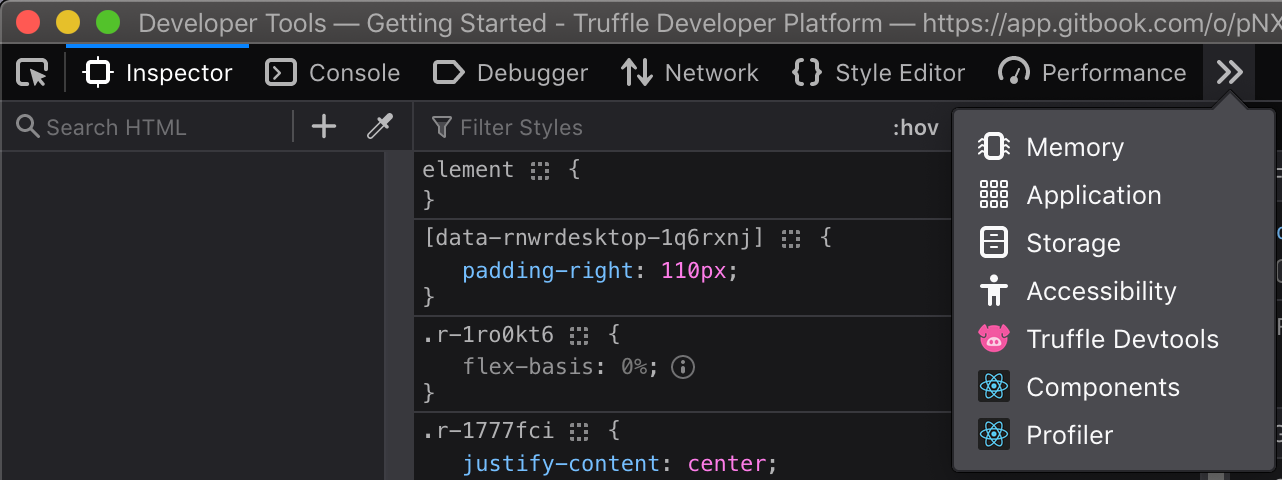 Developer Tools — Getting Started - Truffle Developer Platform — https://app.gitbook.com/o/pNX
Inspector Console Debugger Network Style Editor Performance
Search HTML
Filter Styles :hov
element {
}
[data-rnwrdesktop-1q6rxnj] {
padding-right: 110px;
}
.r-1ro0kt6 {
flex-basis: 0%;
}
.r-1777fci {
justify-content: center;
Memory
Application
Storage
Accessibility
Truffle Devtools
Components
Profiler